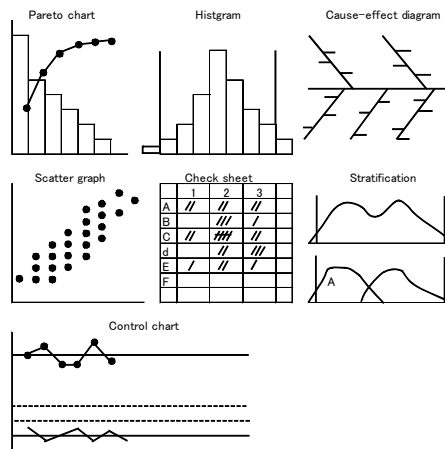 Pareto chart
Histgram
Cause-effect diagram
Scatter graph
Check sheet
Stratification
1 2 3
A
B
C
d
E
F
A
Control chart